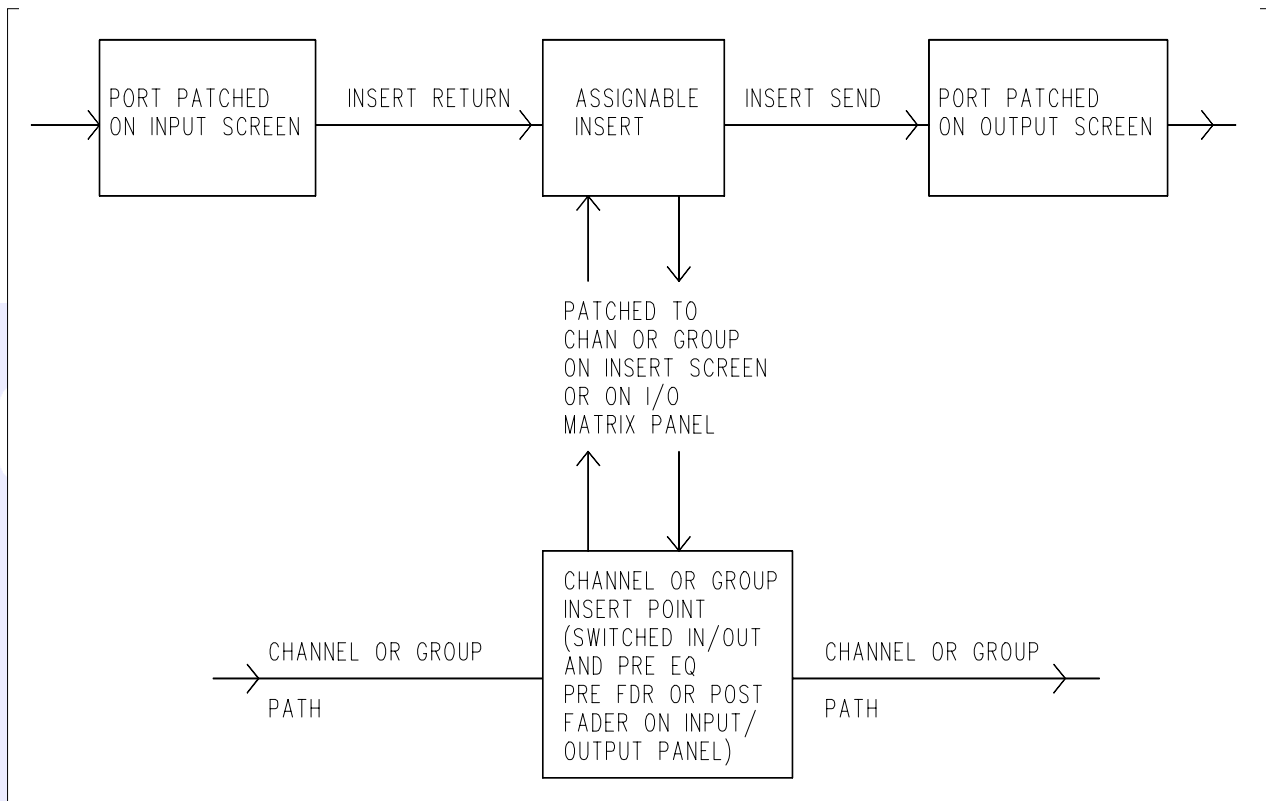 PORT PATCHED
ON INPUT SCREEN
INSERT RETURN
ASSIGNABLE
INSERT
INSERT SEND
PORT PATCHED
ON OUTPUT SCREEN
PATCHED TO
CHAN OR GROUP
ON INSERT SCREEN
OR ON I/O
MATRIX PANEL
CHANNEL OR GROUP
PATH
CHANNEL OR GROUP
INSERT POINT
(SWITCHED IN/OUT
AND PRE EQ
PRE FDR OR POST
FADER ON INPUT/
OUTPUT PANEL)
CHANNEL OR GROUP
PATH